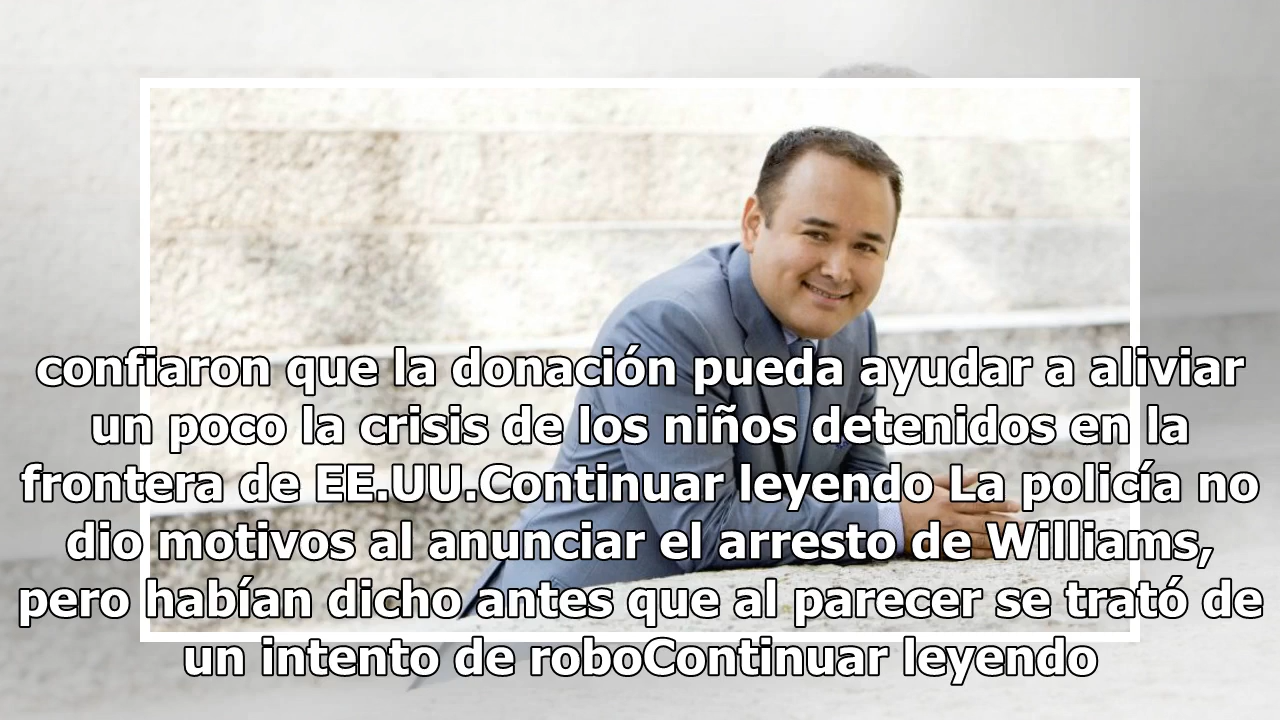 confiaron que la donación pueda ayudar a aliviar
un poco la crisis de los niños detenidos en la
frontera de EE.UU.Continuar leyendo La policía no
dio motivos al anunciar el arresto de Williams,
pero habían dicho antes que al parecer se trató de
un intento de roboContinuar leyendo